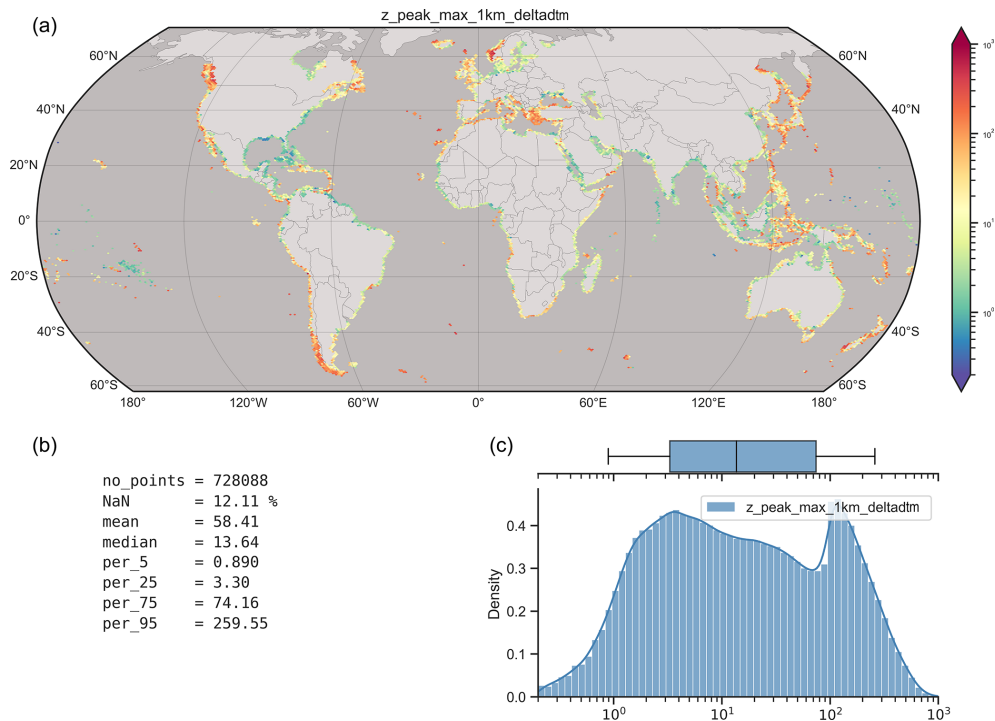 (a)
z_peak_max_1km_deltadtm
60°N 60°N
40°N 40°N
20°N
0°
20°S
40°S 40°S
60°S 60°S
180° 120°W 60°W 0° 60°E 120°E 180°
10³
10²
10¹
10⁰
(b)
no_points = 728088
NaN = 12.11 %
mean = 58.41
median = 13.64
per_5 = 0.890
per_25 = 3.30
per_75 = 74.16
per_95 = 259.55
(c)
z_peak_max_1km_deltadtm
Density
0.4
0.3
0.2
0.1
0.0
10⁰ 10¹ 10² 10³